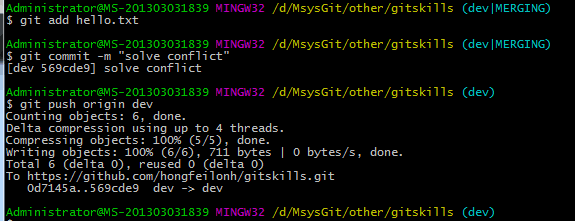 Administrator@MS-201303031839 MINGW32 /d/MsysGit/other/gitskills (dev|MERGING)
$ git add hello.txt
Administrator@MS-201303031839 MINGW32 /d/MsysGit/other/gitskills (dev|MERGING)
$ git commit -m "solve conflict"
[dev 569cde9] solve conflict
Administrator@MS-201303031839 MINGW32 /d/MsysGit/other/gitskills (dev)
$ git push origin dev
Counting objects: 6, done.
Delta compression using up to 4 threads.
Compressing objects: 100% (5/5), done.
Writing objects: 100% (6/6), 711 bytes | 0 bytes/s, done.
Total 6 (delta 0), reused 0 (delta 0)
To https://github.com/hongfeilonh/gitskills.git
   0d7145a..569cde9  dev -> dev
Administrator@MS-201303031839 MINGW32 /d/MsysGit/other/gitskills (dev)